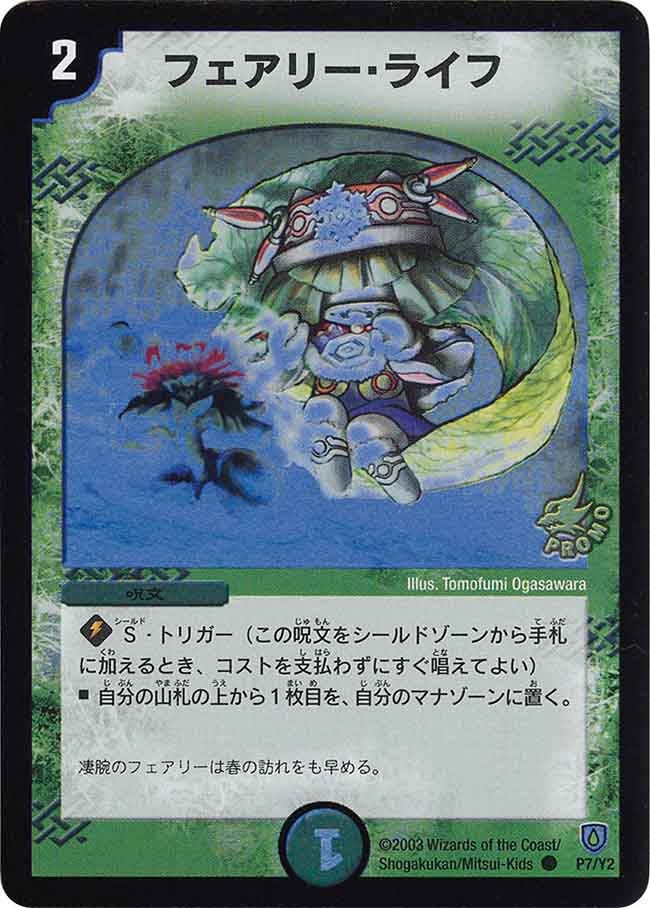 2
フェアリー・ライフ
PROMO
Illus. Tomofumi Ogasawara
呪文
S・トリガー（この呪文をシールドゾーンから手札
に加えるとき、コストを支払わずにすぐ唱えてよい）
■ 自分の山札の上から1枚目を、自分のマナゾーンに置く。
凄腕のフェアリーは春の訪れをも早める。
1
©2003 Wizards of the Coast/
Shogakukan/Mitsui-Kids
P7/Y2